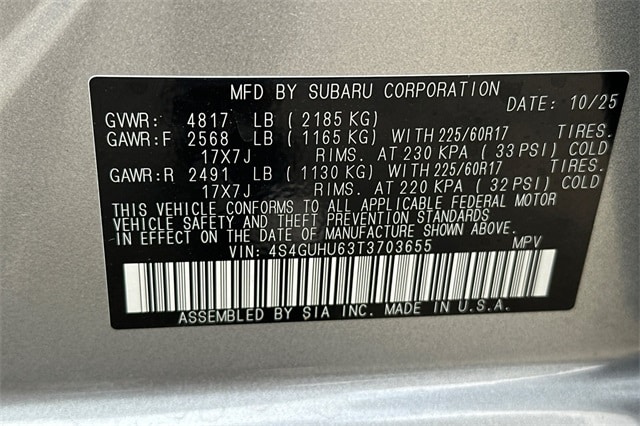 MFD BY SUBARU CORPORATION
DATE: 10/25
GVWR: 4817 LB ( 2185 KG)
GAWR:F 2568 LB ( 1165 KG) WITH 225/60R17 TIRES.
17X7J RIMS. AT 230 KPA ( 33 PSI) COLD
GAWR:R 2491 LB ( 1130 KG) WITH 225/60R17 TIRES.
17X7J RIMS. AT 220 KPA ( 32 PSI) COLD
THIS VEHICLE CONFORMS TO ALL APPLICABLE FEDERAL MOTOR
VEHICLE SAFETY AND THEFT PREVENTION STANDARDS
IN EFFECT ON THE DATE OF MANUFACTURE SHOWN ABOVE.
VIN: 4S4GUHU63T3703655 MPV
ASSEMBLED BY SIA INC. MADE IN U.S.A.